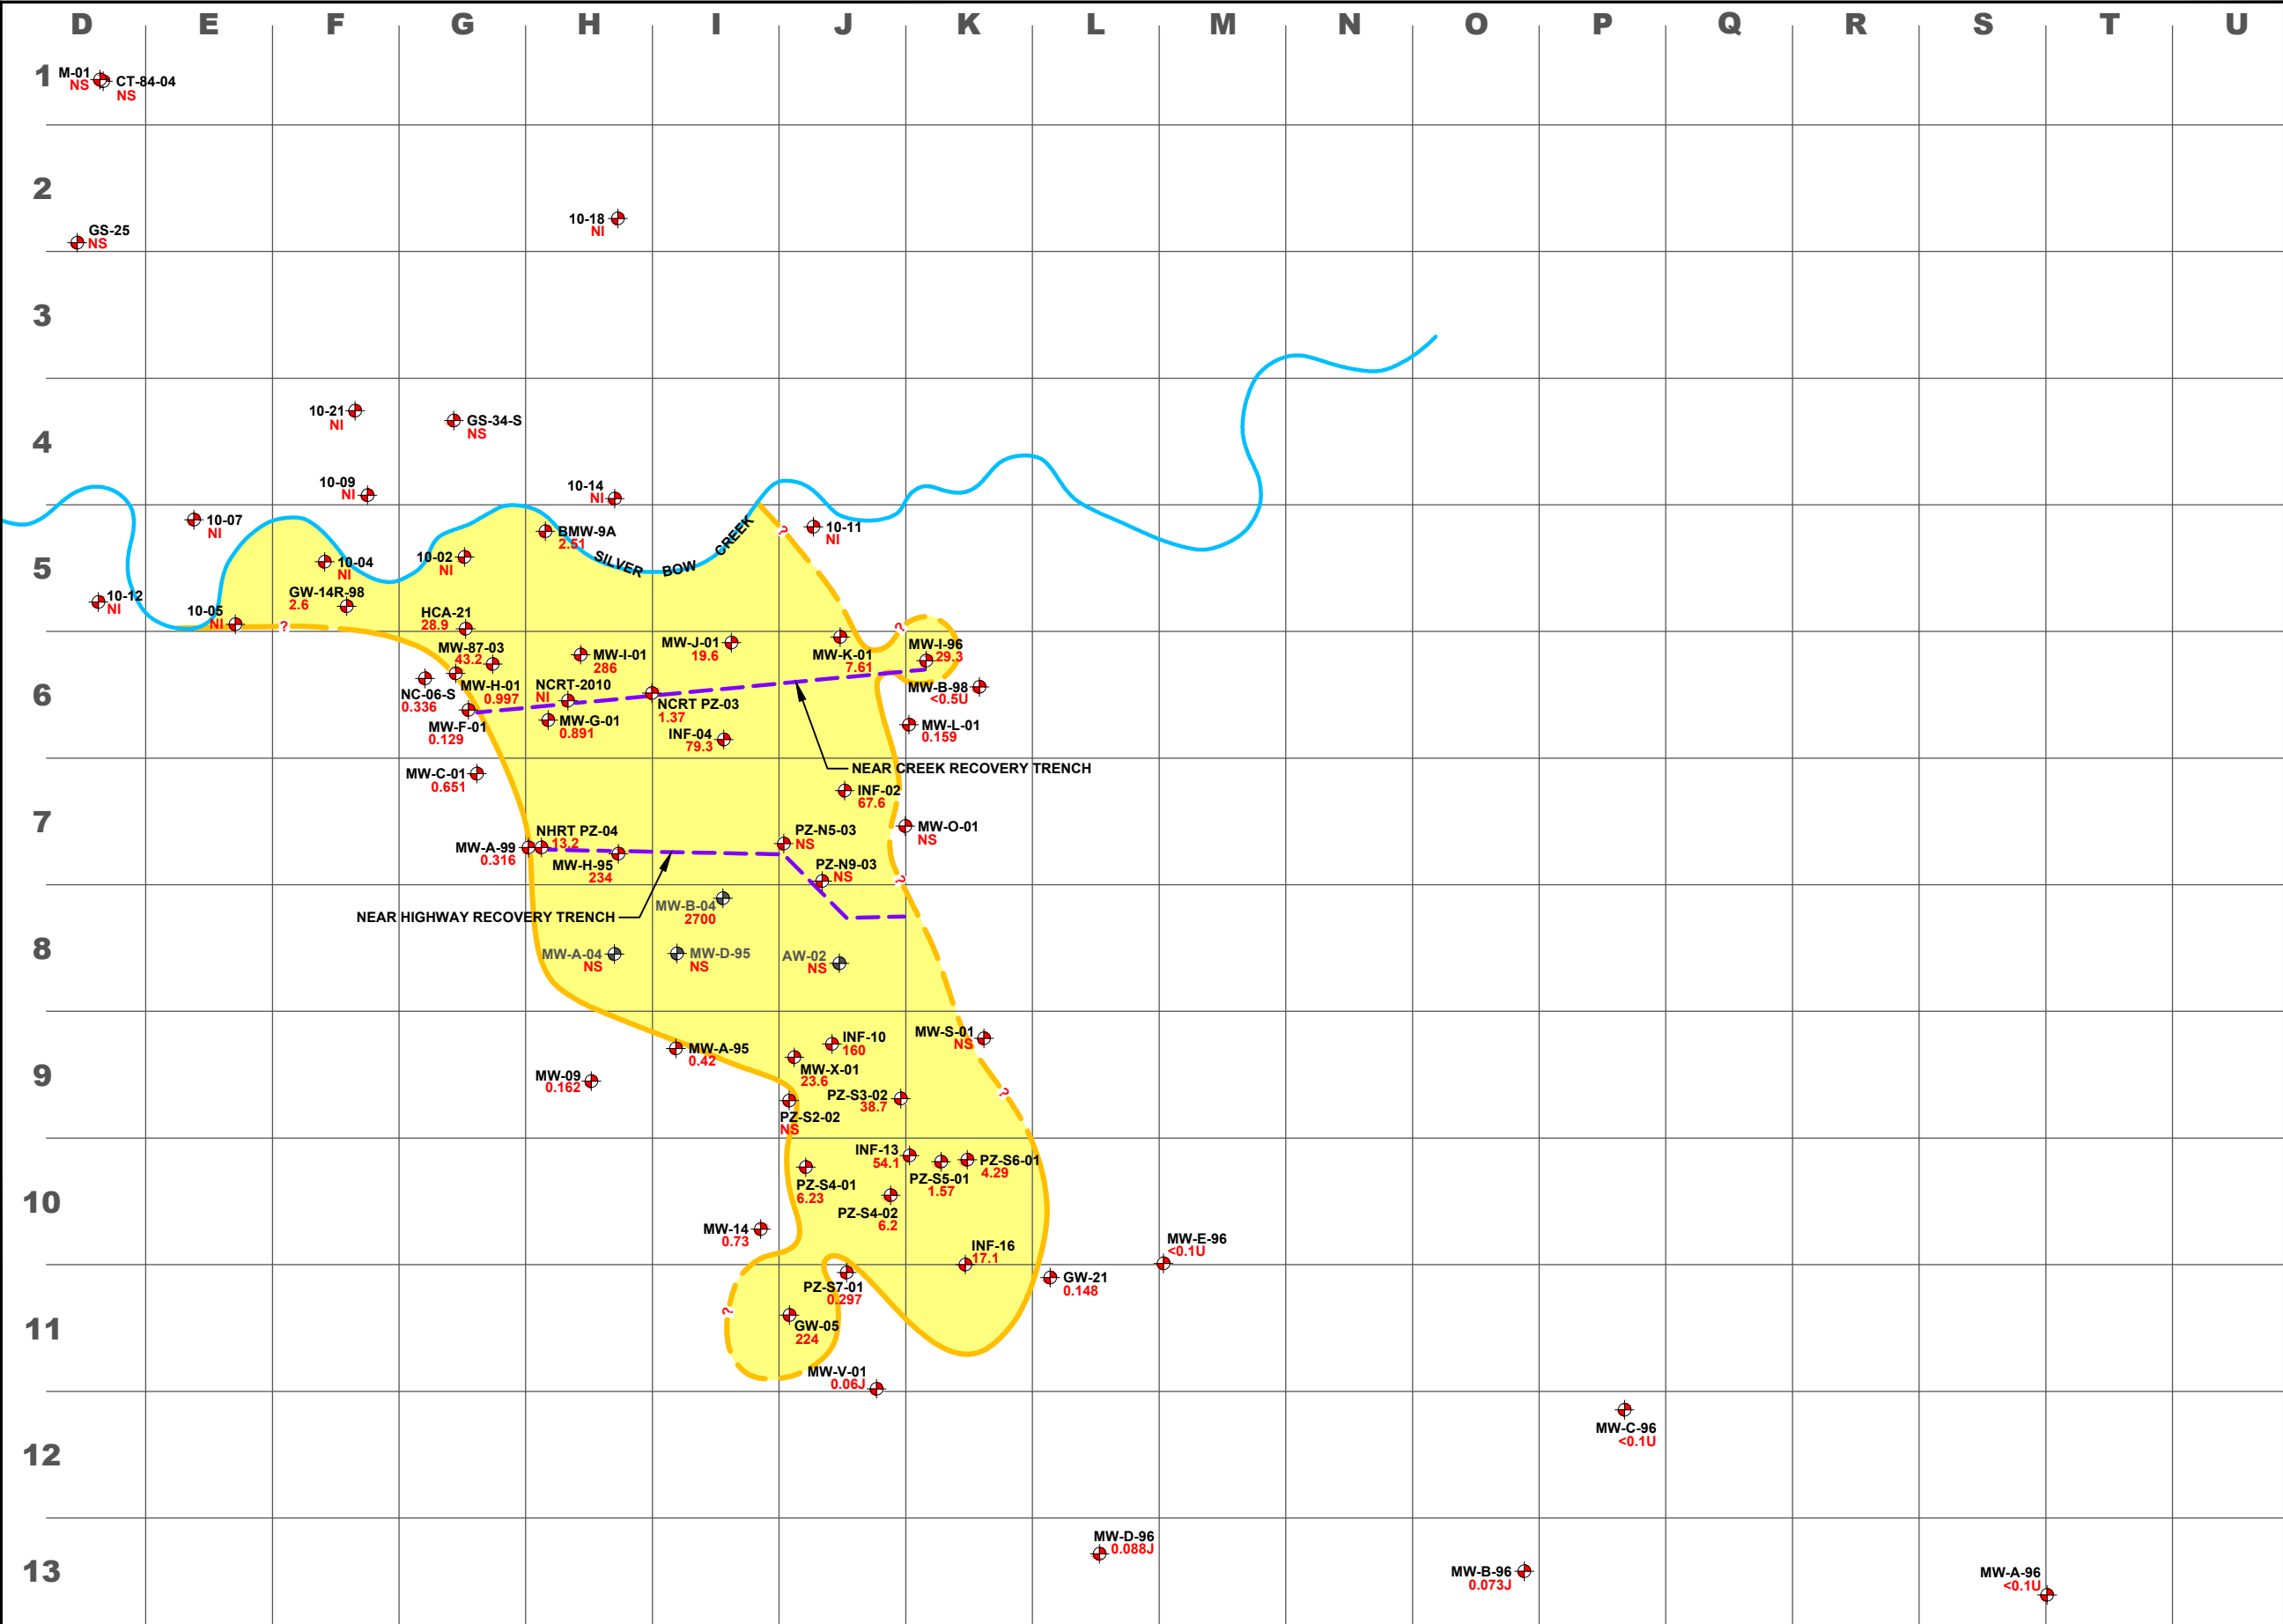 D E F G H I J K L M N O P Q R S T U
1
M-01
NS
CT-84-04
NS
2
10-18
NI
GS-25
NS
3
4
10-21
NI
GS-34-S
NS
10-09
NI
10-14
NI
5
10-07
NI
10-11
NI
?
BMW-9A
2.51
SILVER BOW CREEK
10-02
NI
10-04
NI
GW-14R-98
2.6
10-12
NI
10-05
NI
?
HCA-21
28.9
?
6
MW-87-03
43.2
MW-I-01
286
MW-J-01
19.6
MW-K-01
7.61
MW-I-96
29.3
MW-H-01
0.997
NC-06-S
0.336
NCRT-2010
NI
NCRT PZ-03
1.37
MW-B-98
<0.5U
MW-F-01
0.129
MW-G-01
0.891
INF-04
79.3
MW-L-01
0.159
NEAR CREEK RECOVERY TRENCH
7
MW-C-01
0.651
INF-02
67.6
MW-O-01
NS
NHRT PZ-04
13.2
MW-A-99
0.316
PZ-N5-03
NS
MW-H-95
234
PZ-N9-03
NS
?
8
MW-B-04
2700
NEAR HIGHWAY RECOVERY TRENCH
MW-A-04
NS
MW-D-95
NS
AW-02
NS
9
MW-S-01
NS
INF-10
160
MW-A-95
0.42
MW-X-01
23.6
MW-09
0.162
PZ-S3-02
38.7
?
PZ-S2-02
NS
10
INF-13
54.1
PZ-S6-01
4.29
PZ-S5-01
1.57
PZ-S4-01
6.23
PZ-S4-02
6.2
MW-14
0.73
MW-E-96
<0.1U
INF-16
17.1
11
GW-21
0.148
PZ-S7-01
0.297
?
GW-05
224
MW-V-01
0.06J
12
MW-C-96
<0.1U
13
MW-D-96
0.088J
MW-B-96
0.073J
MW-A-96
<0.1U